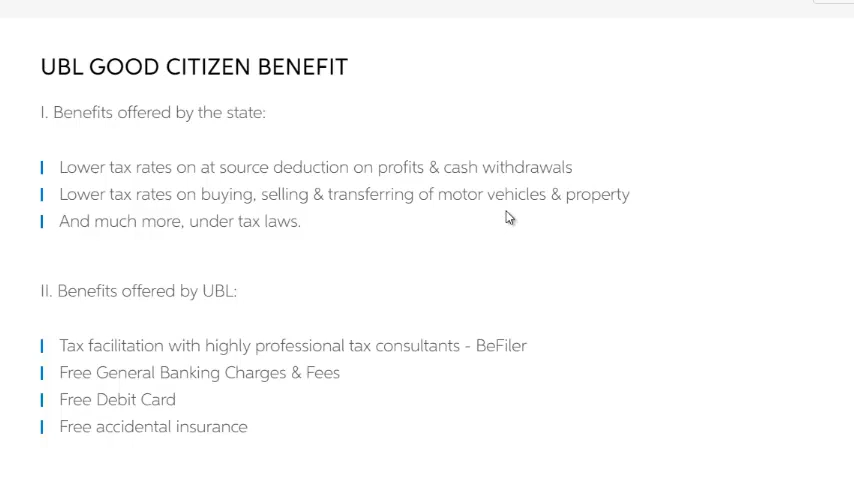 UBL GOOD CITIZEN BENEFIT
I. Benefits offered by the state:
Lower tax rates on at source deduction on profits & cash withdrawals
Lower tax rates on buying, selling & transferring of motor vehicles & property
And much more, under tax laws.
II. Benefits offered by UBL:
Tax facilitation with highly professional tax consultants - BeFiler
Free General Banking Charges & Fees
Free Debit Card
Free accidental insurance